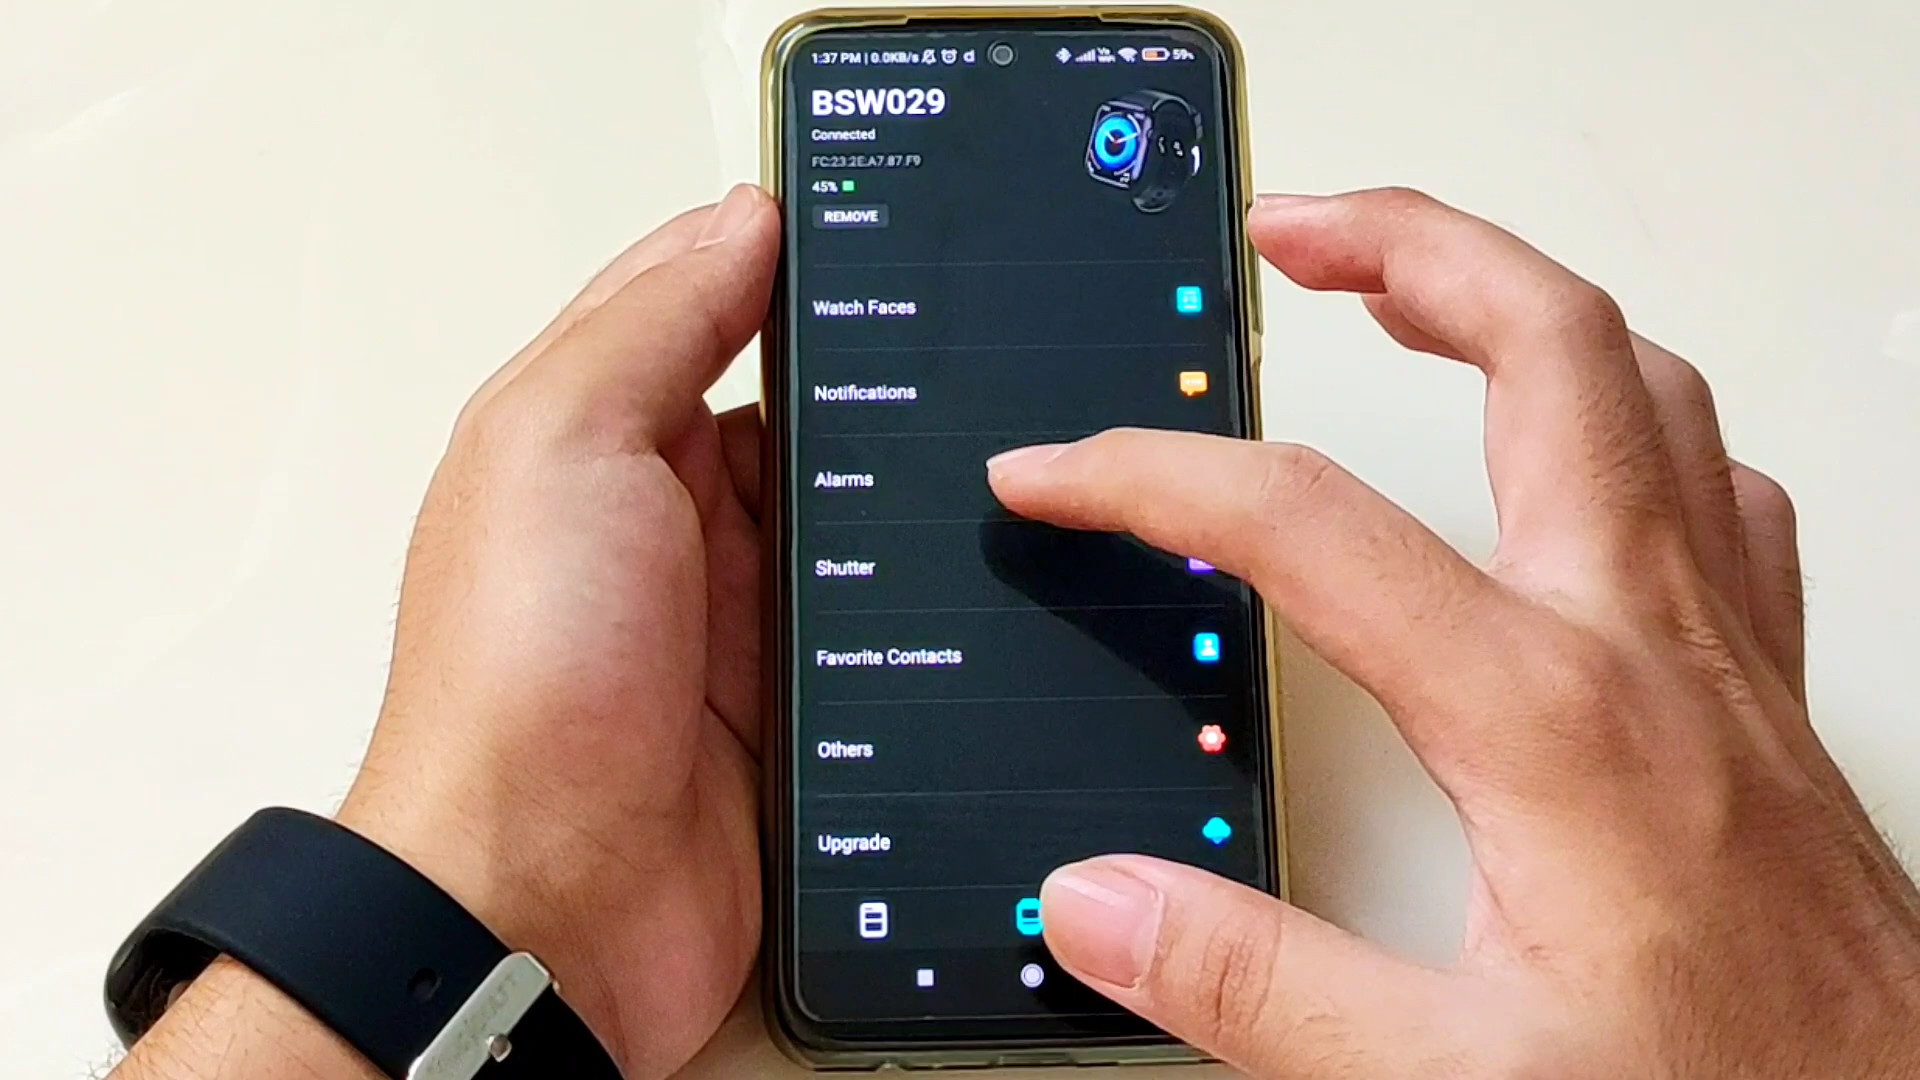 1:37 PM | 0.0KB/s d 59%
BSW029
Connected
FC:23:2E:A7:87:F9
45%
REMOVE
Watch Faces
Notifications
Alarms
Shutter
Favorite Contacts
Others
Upgrade